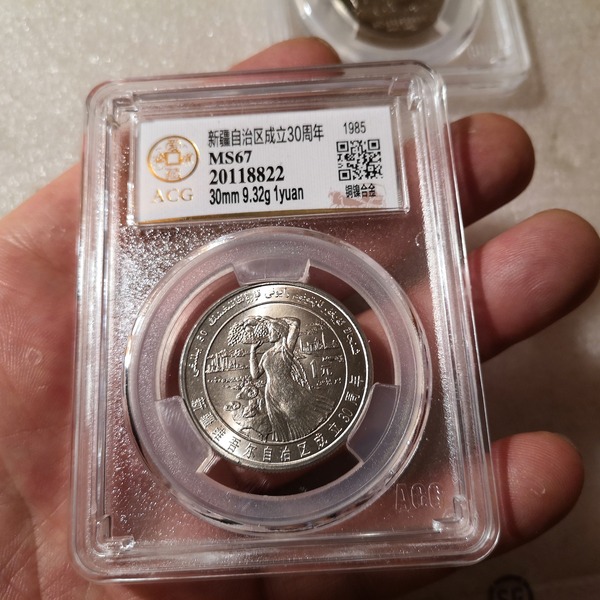 新疆自治区成立30周年
1985
MS67
20118822
30mm 9.32g 1yuan
铜镍合金
ACG
1元
新疆维吾尔自治区成立30周年
ACG